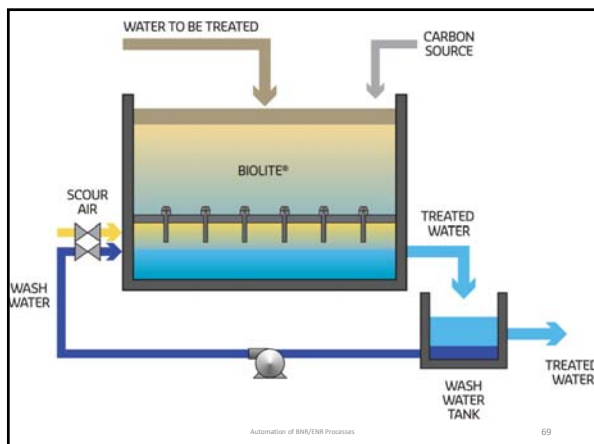 WATER TO BE TREATED
CARBON
SOURCE
BIOLITE®
SCOUR
AIR
TREATED
WATER
WASH
WATER
TREATED
WATER
WASH
WATER
TANK
Automation of BNR/ENR Processes
69